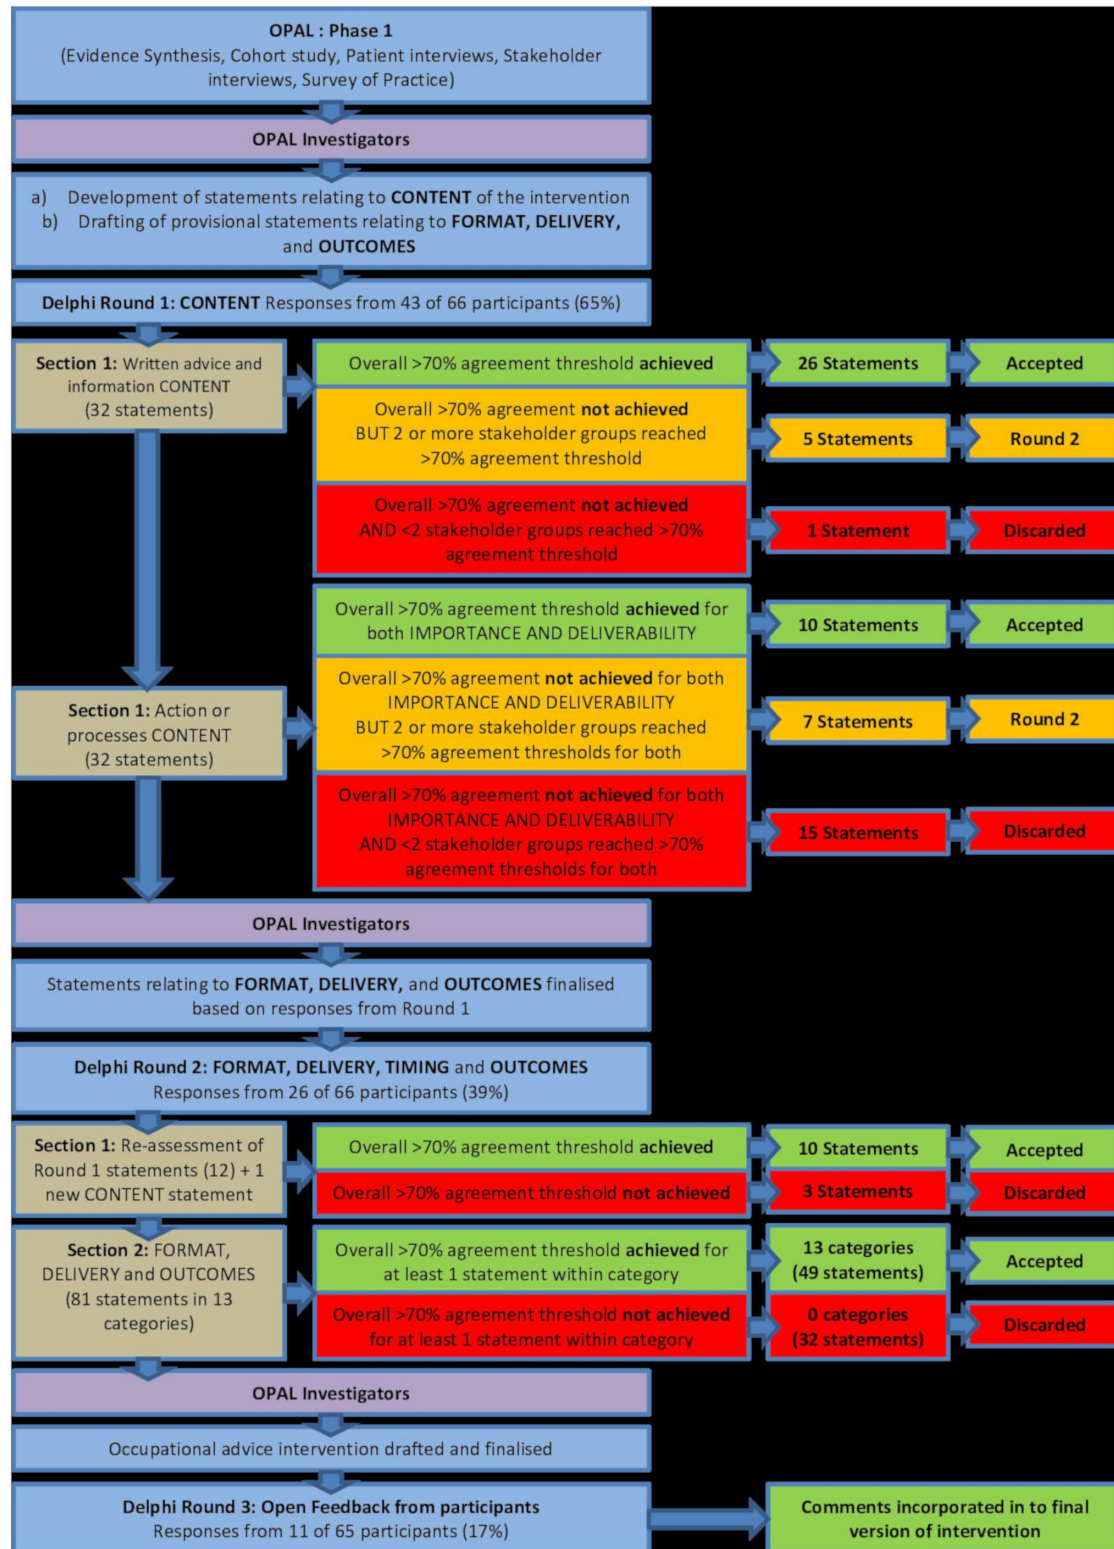 OPAL : Phase 1
(Evidence Synthesis, Cohort study, Patient interviews, Stakeholder
interviews, Survey of Practice)
OPAL Investigators
a) Development of statements relating to CONTENT of the intervention
b) Drafting of provisional statements relating to FORMAT, DELIVERY,
and OUTCOMES
Delphi Round 1: CONTENT Responses from 43 of 66 participants (65%)
Section 1: Written advice and
information CONTENT
(32 statements)
Overall >70% agreement threshold achieved
26 Statements
Accepted
Overall >70% agreement not achieved
BUT 2 or more stakeholder groups reached
>70% agreement threshold
5 Statements
Round 2
Overall >70% agreement not achieved
AND <2 stakeholder groups reached >70%
agreement threshold
1 Statement
Discarded
Section 1: Action or
processes CONTENT
(32 statements)
Overall >70% agreement threshold achieved for
both IMPORTANCE AND DELIVERABILITY
10 Statements
Accepted
Overall >70% agreement not achieved for both
IMPORTANCE AND DELIVERABILITY
BUT 2 or more stakeholder groups reached
>70% agreement thresholds for both
7 Statements
Round 2
Overall >70% agreement not achieved for both
IMPORTANCE AND DELIVERABILITY
AND <2 stakeholder groups reached >70%
agreement thresholds for both
15 Statements
Discarded
OPAL Investigators
Statements relating to FORMAT, DELIVERY, and OUTCOMES finalised
based on responses from Round 1
Delphi Round 2: FORMAT, DELIVERY, TIMING and OUTCOMES
Responses from 26 of 66 participants (39%)
Section 1: Re-assessment of
Round 1 statements (12) + 1
new CONTENT statement
Overall >70% agreement threshold achieved
10 Statements
Accepted
Overall >70% agreement threshold not achieved
3 Statements
Discarded
Section 2: FORMAT,
DELIVERY and OUTCOMES
(81 statements in 13
categories)
Overall >70% agreement threshold achieved for
at least 1 statement within category
13 categories
(49 statements)
Accepted
Overall >70% agreement threshold not achieved
for at least 1 statement within category
0 categories
(32 statements)
Discarded
OPAL Investigators
Occupational advice intervention drafted and finalised
Delphi Round 3: Open Feedback from participants
Responses from 11 of 65 participants (17%)
Comments incorporated in to final
version of intervention